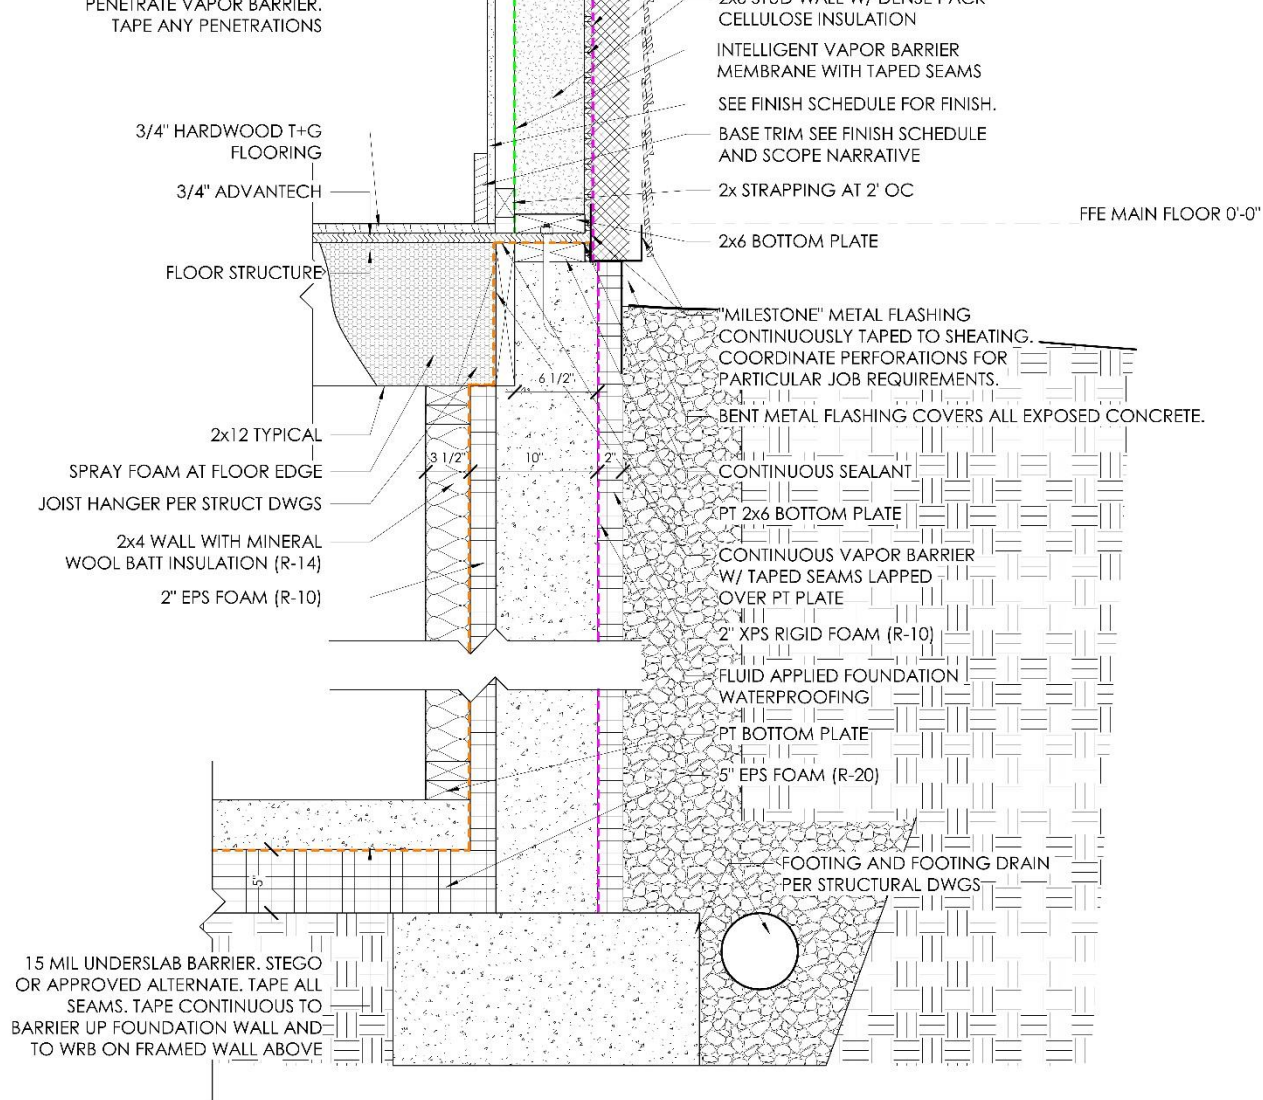 PENETRATE VAPOR BARRIER.
TAPE ANY PENETRATIONS
3/4" HARDWOOD T+G
FLOORING
3/4" ADVANTECH
FLOOR STRUCTURE
2x12 TYPICAL
SPRAY FOAM AT FLOOR EDGE
JOIST HANGER PER STRUCT DWGS
2x4 WALL WITH MINERAL
WOOL BATT INSULATION (R-14)
2" EPS FOAM (R-10)
15 MIL UNDERSLAB BARRIER. STEGO
OR APPROVED ALTERNATE. TAPE ALL
SEAMS. TAPE CONTINUOUS TO
BARRIER UP FOUNDATION WALL AND
TO WRB ON FRAMED WALL ABOVE
6 1/2"
3 1/2"
10"
2"
5"
2x6 STUD WALL W/ DENSE PACK
CELLULOSE INSULATION
INTELLIGENT VAPOR BARRIER
MEMBRANE WITH TAPED SEAMS
SEE FINISH SCHEDULE FOR FINISH.
BASE TRIM SEE FINISH SCHEDULE
AND SCOPE NARRATIVE
2x STRAPPING AT 2' OC
FFE MAIN FLOOR 0'-0"
2x6 BOTTOM PLATE
"MILESTONE" METAL FLASHING
CONTINUOUSLY TAPED TO SHEATING.
COORDINATE PERFORATIONS FOR
PARTICULAR JOB REQUIREMENTS.
BENT METAL FLASHING COVERS ALL EXPOSED CONCRETE.
CONTINUOUS SEALANT
PT 2x6 BOTTOM PLATE
CONTINUOUS VAPOR BARRIER
W/ TAPED SEAMS LAPPED
OVER PT PLATE
2" XPS RIGID FOAM (R-10)
FLUID APPLIED FOUNDATION
WATERPROOFING
PT BOTTOM PLATE
5" EPS FOAM (R-20)
FOOTING AND FOOTING DRAIN
PER STRUCTURAL DWGS